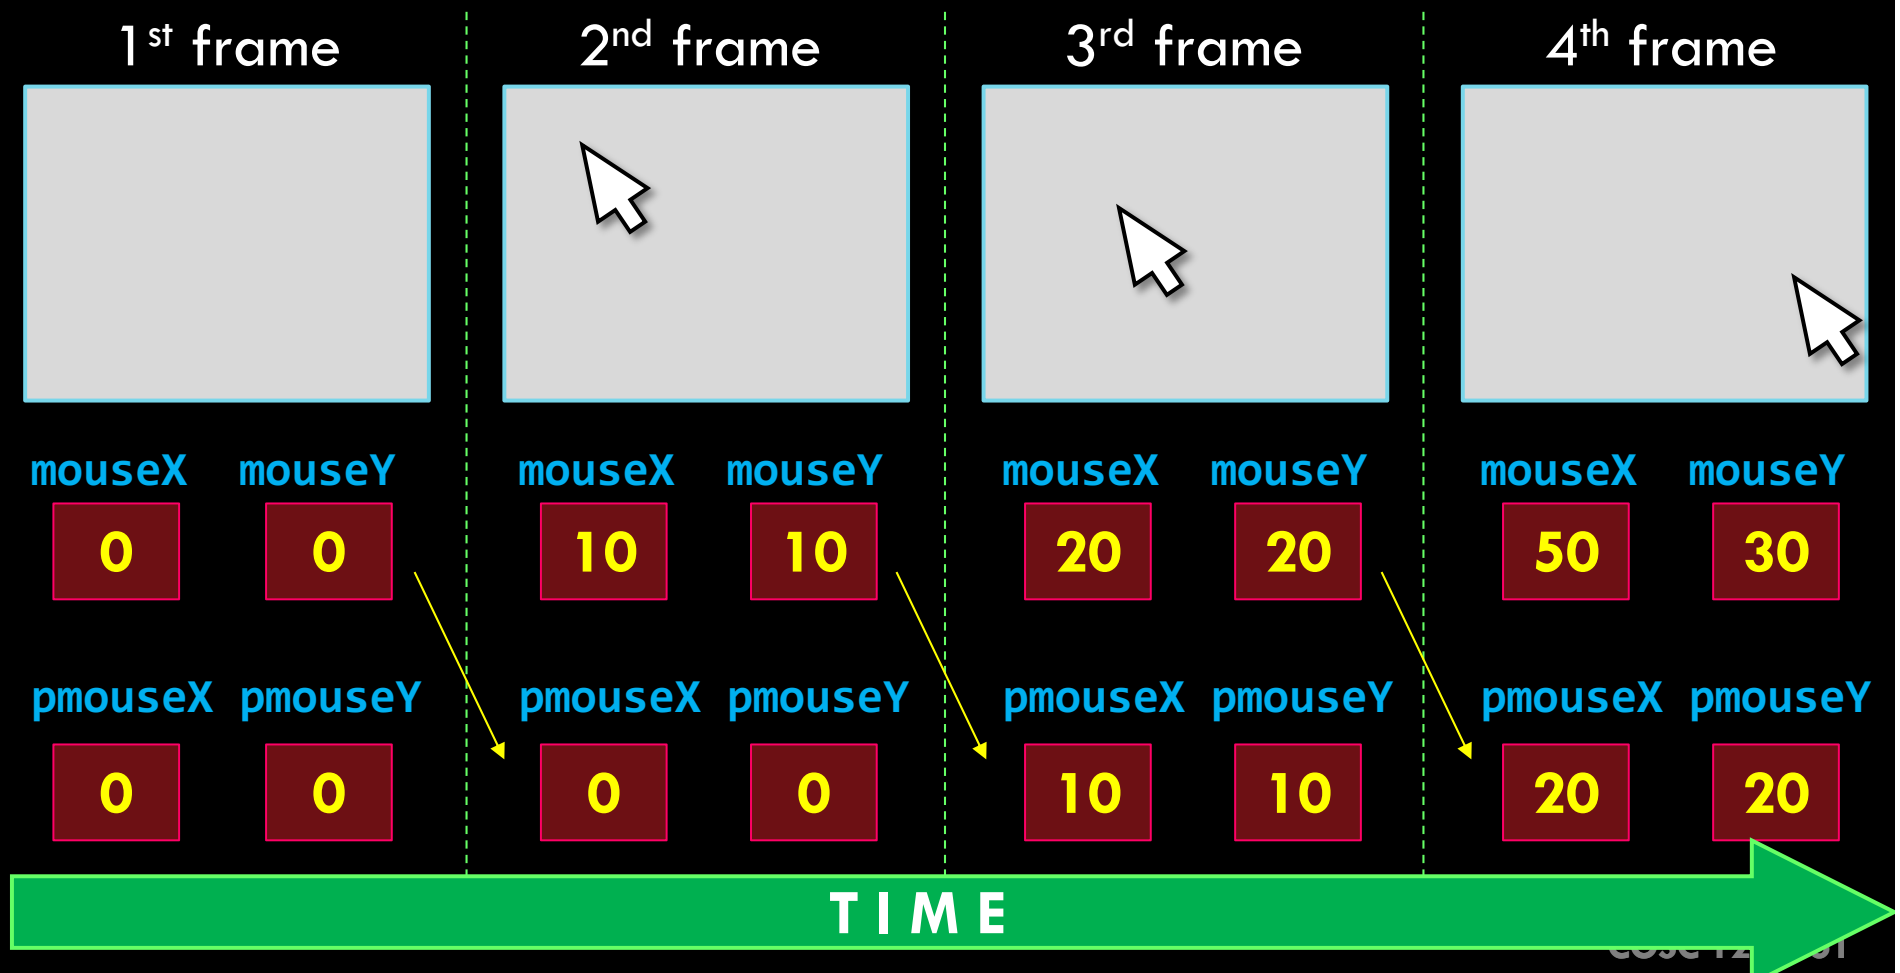 1st frame 2nd frame 3rd frame 4th frame
mouseX mouseY mouseX mouseY mouseX mouseY mouseX mouseY
0 0 10 10 20 20 50 30
pmouseX pmouseY pmouseX pmouseY pmouseX pmouseY pmouseX pmouseY
0 0 0 0 10 10 20 20
TIME
COSC